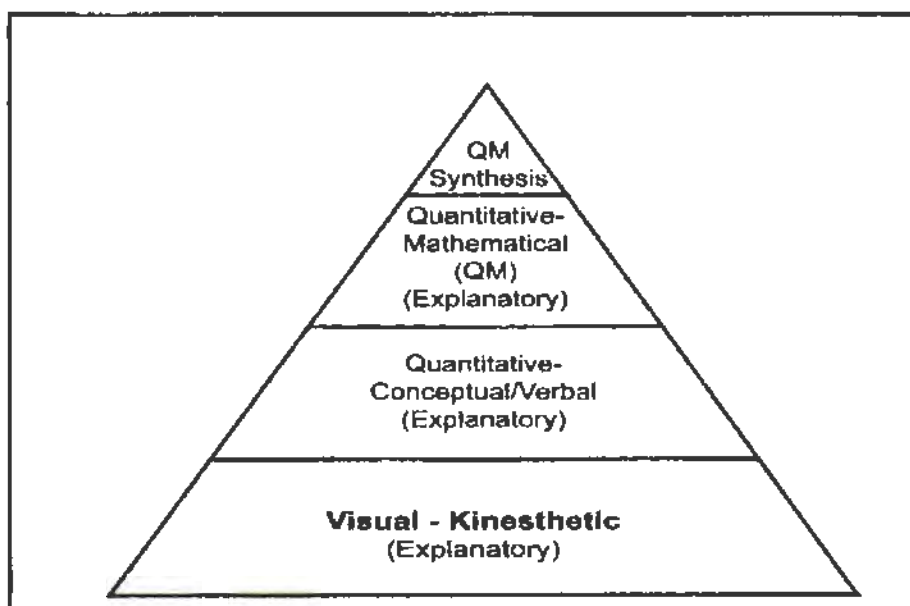 QM
Synthesis
Quantitative-
Mathematical
(QM)
(Explanatory)
Quantitative-
Conceptual/Verbal
(Explanatory)
Visual - Kinesthetic
(Explanatory)